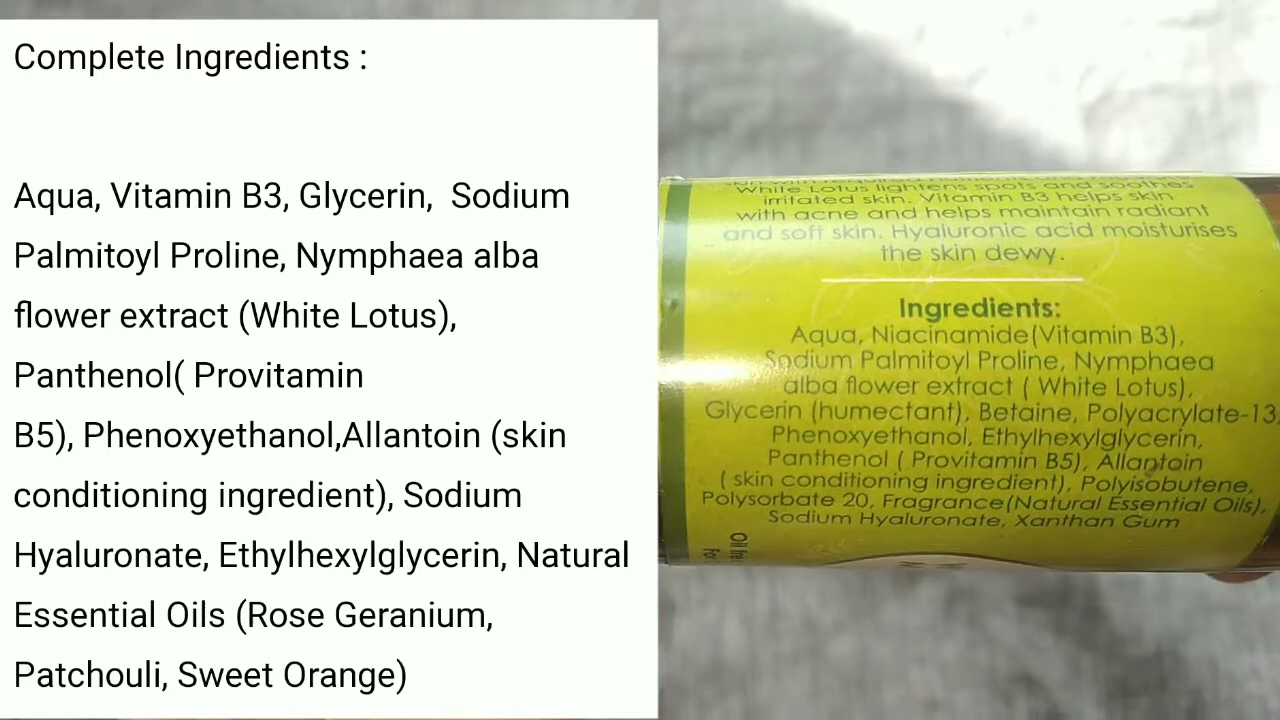 Complete Ingredients :
Aqua, Vitamin B3, Glycerin, Sodium
Palmitoyl Proline, Nymphaea alba
flower extract (White Lotus),
Panthenol( Provitamin
B5), Phenoxyethanol,Allantoin (skin
conditioning ingredient), Sodium
Hyaluronate, Ethylhexylglycerin, Natural
Essential Oils (Rose Geranium,
Patchouli, Sweet Orange)
White Lotus lightens spots and soothes
irritated skin. Vitamin B3 helps skin
with acne and helps maintain radiant
and soft skin. Hyaluronic acid moisturises
the skin dewy.
Ingredients:
Aqua, Niacinamide(Vitamin B3),
Sodium Palmitoyl Proline, Nymphaea
alba flower extract ( White Lotus),
Glycerin (humectant), Betaine, Polyacrylate-13,
Phenoxyethanol, Ethylhexylglycerin,
Panthenol ( Provitamin B5), Allantoin
( skin conditioning ingredient), Polyisobutene,
Polysorbate 20, Fragrance(Natural Essential Oils),
Sodium Hyaluronate, Xanthan Gum
Oil